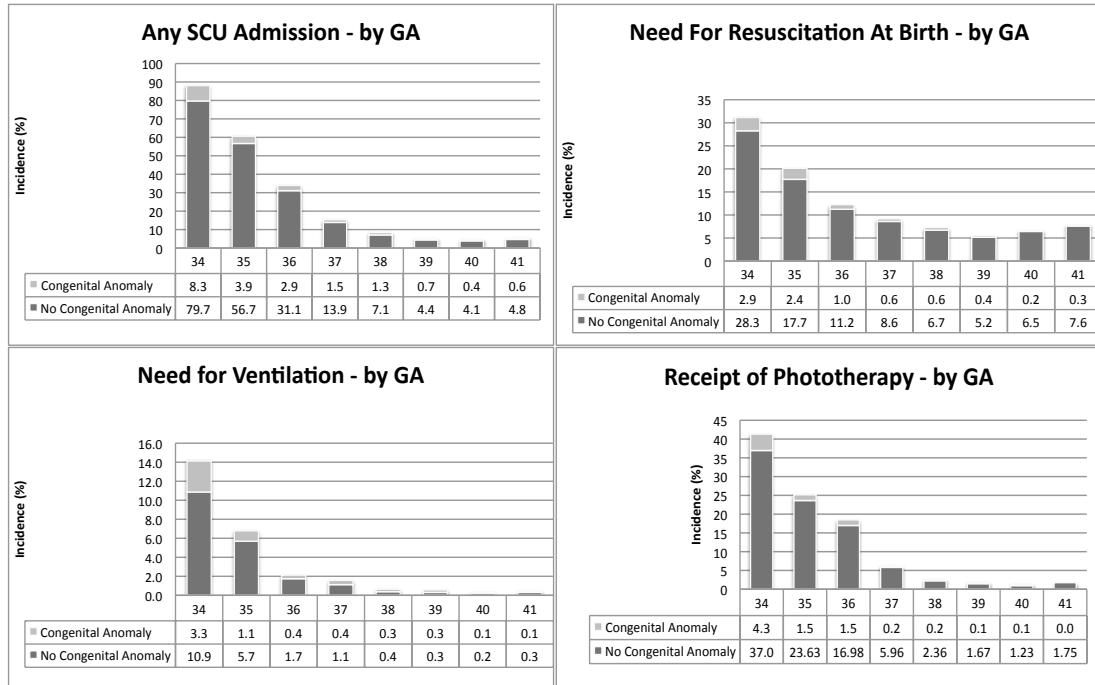 Any SCU Admission - by GA
Incidence (%)
100
90
80
70
60
50
40
30
20
10
0
34 35 36 37 38 39 40 41
Congenital Anomaly 8.3 3.9 2.9 1.5 1.3 0.7 0.4 0.6
No Congenital Anomaly 79.7 56.7 31.1 13.9 7.1 4.4 4.1 4.8
Need For Resuscitation At Birth - by GA
Incidence (%)
35
30
25
20
15
10
5
0
34 35 36 37 38 39 40 41
Congenital Anomaly 2.9 2.4 1.0 0.6 0.6 0.4 0.2 0.3
No Congenital Anomaly 28.3 17.7 11.2 8.6 6.7 5.2 6.5 7.6
Need for Ventilation - by GA
Incidence (%)
16.0
14.0
12.0
10.0
8.0
6.0
4.0
2.0
0.0
34 35 36 37 38 39 40 41
Congenital Anomaly 3.3 1.1 0.4 0.4 0.3 0.3 0.1 0.1
No Congenital Anomaly 10.9 5.7 1.7 1.1 0.4 0.3 0.2 0.3
Receipt of Phototherapy - by GA
Incidence (%)
45
40
35
30
25
20
15
10
5
0
34 35 36 37 38 39 40 41
Congenital Anomaly 4.3 1.5 1.5 0.2 0.2 0.1 0.1 0.0
No Congenital Anomaly 37.0 23.63 16.98 5.96 2.36 1.67 1.23 1.75